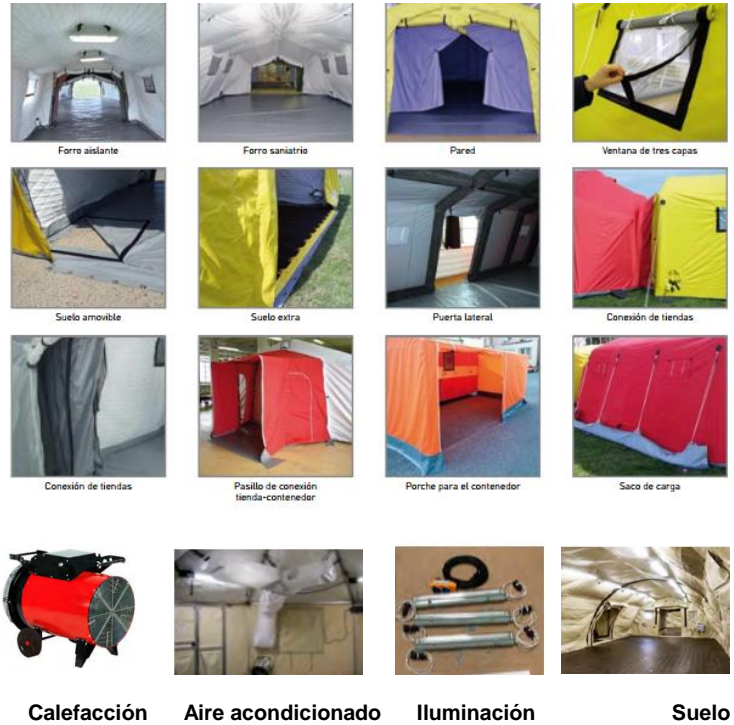 Forro aislante
Forro saniatrio
Pared
Ventana de tres capas
Suelo amovible
Suelo extra
Puerta lateral
Conexión de tiendas
Conexión de tiendas
Pasillo de conexión
tienda-contenedor
Porche para el contenedor
Saco de carga
Calefacción
Aire acondicionado
Iluminación
Suelo